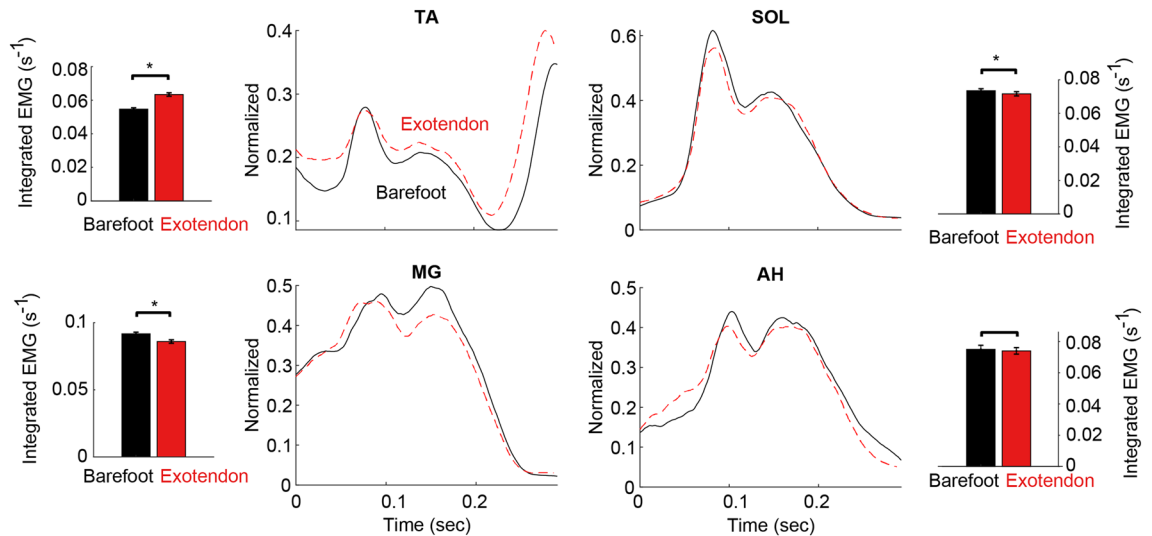 TA
Integrated EMG (s-1)
0.08
0.06
0.04
0.02
0
*
Barefoot Exotendon
Normalized
0.4
0.3
0.2
0.1
Exotendon
Barefoot
SOL
Normalized
0.6
0.4
0.2
0
*
0.08
0.06
0.04
0.02
0
Integrated EMG (s-1)
Barefoot Exotendon
MG
Integrated EMG (s-1)
0.1
0.05
0
*
Barefoot Exotendon
Normalized
0.5
0.4
0.3
0.2
0.1
0
0 0.1 0.2
Time (sec)
AH
Normalized
0.5
0.4
0.3
0.2
0.1
0
0 0.1 0.2
Time (sec)
0.08
0.06
0.04
0.02
0
Integrated EMG (s-1)
Barefoot Exotendon